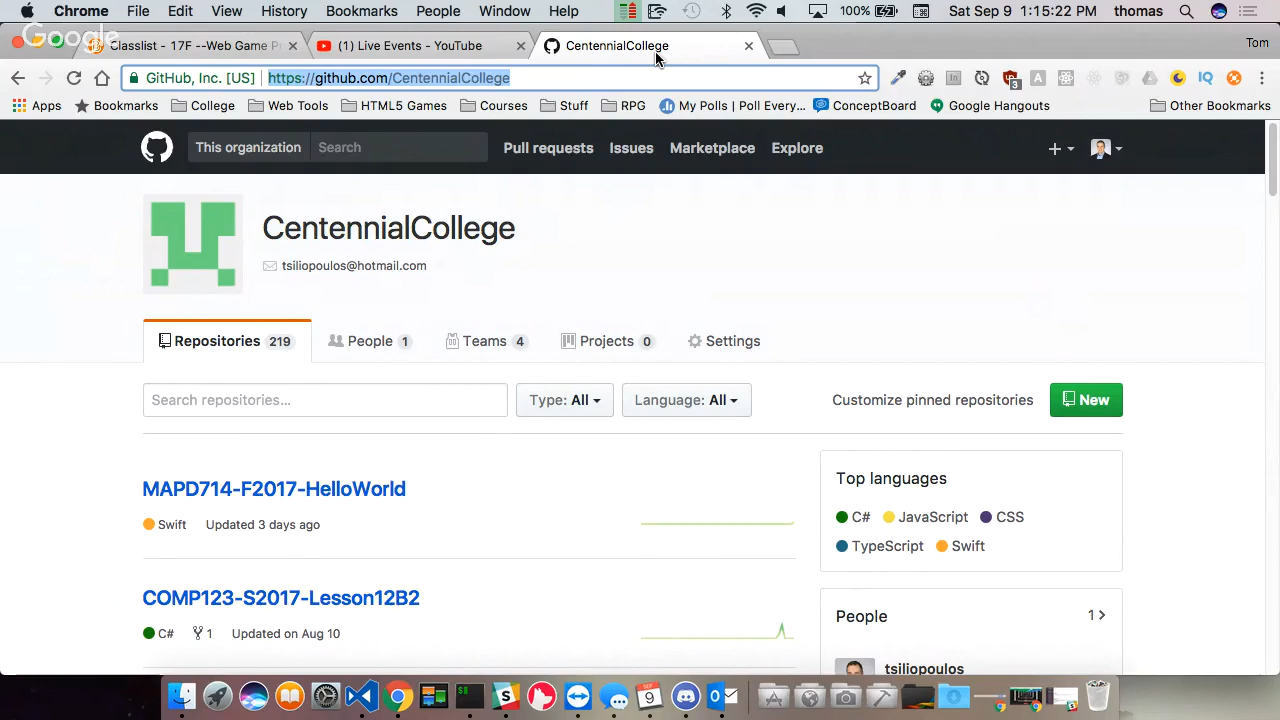 Chrome File Edit View History Bookmarks People Window Help 100% Sat Sep 9 1:15:22 PM thomas
Google
Classlist - 17F --Web Game P (1) Live Events - YouTube CentennialCollege Tom
GitHub, Inc. [US] https://github.com/CentennialCollege
Apps Bookmarks College Web Tools HTML5 Games Courses Stuff RPG My Polls | Poll Every... ConceptBoard Google Hangouts Other Bookmarks
This organization Search Pull requests Issues Marketplace Explore
CentennialCollege
tsiliopoulos@hotmail.com
Repositories 219 People 1 Teams 4 Projects 0 Settings
Search repositories... Type: All Language: All Customize pinned repositories New
MAPD714-F2017-HelloWorld
Swift Updated 3 days ago
COMP123-S2017-Lesson12B2
C# 1 Updated on Aug 10
Top languages
C# JavaScript CSS
TypeScript Swift
People 1
tsiliopoulos